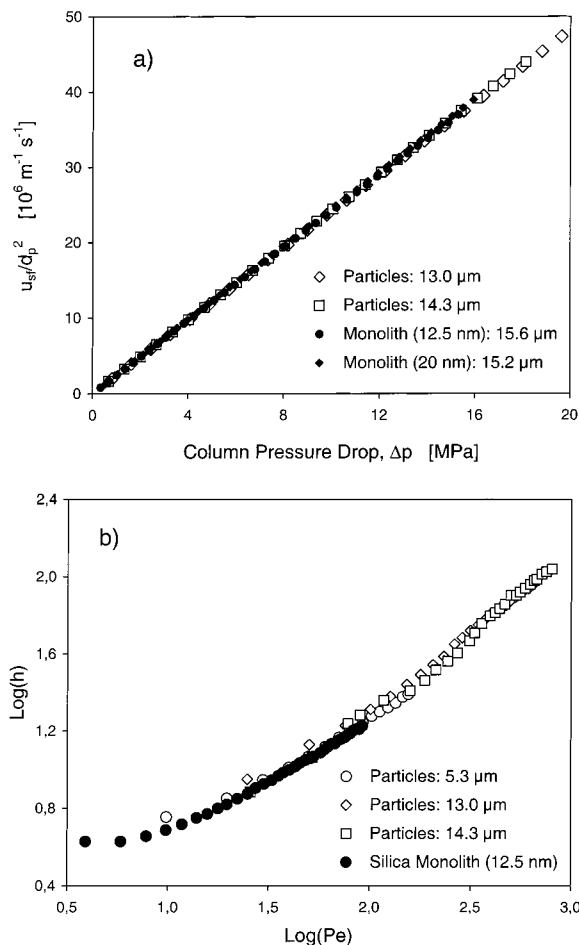 a)
50
40
30
20
10
0
u_sf/d_p² [10⁶ m⁻¹ s⁻¹]
Particles: 13.0 µm
Particles: 14.3 µm
Monolith (12.5 nm): 15.6 µm
Monolith (20 nm): 15.2 µm
0 4 8 12 16 20
Column Pressure Drop, Δp [MPa]
b)
2,4
2,0
1,6
1,2
0,8
0,4
Log(h)
Particles: 5.3 µm
Particles: 13.0 µm
Particles: 14.3 µm
Silica Monolith (12.5 nm)
0,5 1,0 1,5 2,0 2,5 3,0
Log(Pe)